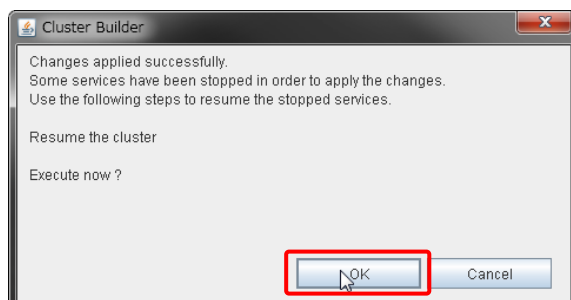 Cluster Builder
Changes applied successfully.
Some services have been stopped in order to apply the changes.
Use the following steps to resume the stopped services.
Resume the cluster
Execute now ?
OK
Cancel